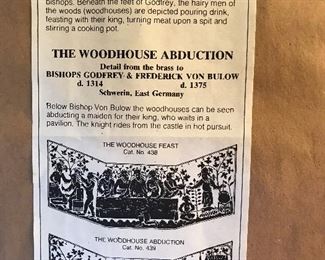 bishops. Beneath the feet of Godfrey, the hairy men of
the woods (woodhouses) are depicted pouring drink,
feasting with their king, turning meat upon a spit and
stirring a cooking pot.
THE WOODHOUSE ABDUCTION
Detail from the brass to
BISHOPS GODFREY & FREDERICK VON BULOW
d. 1314 d. 1375
Schwerin, East Germany
Below Bishop Von Bulow the woodhouses can be seen
abducting a maiden for their king, who waits in a
pavilion. The knight rides from the castle in hot pursuit.
THE WOODHOUSE FEAST
Cat. No. 438
THE WOODHOUSE ABDUCTION
Cat. No. 439